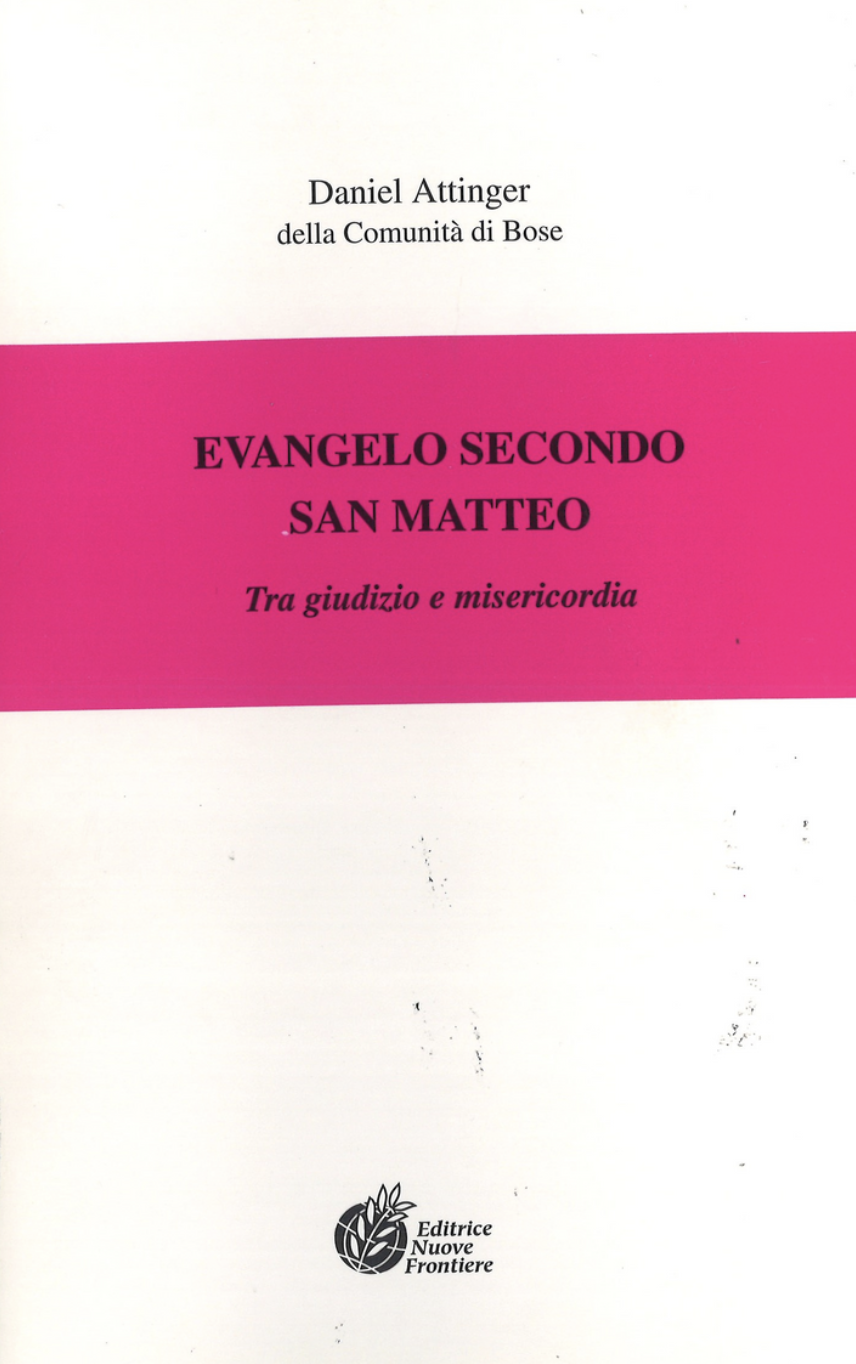 Daniel Attinger
della Comunità di Bose
EVANGELO SECONDO
SAN MATTEO
Tra giudizio e misericordia
Editrice
Nuove
Frontiere